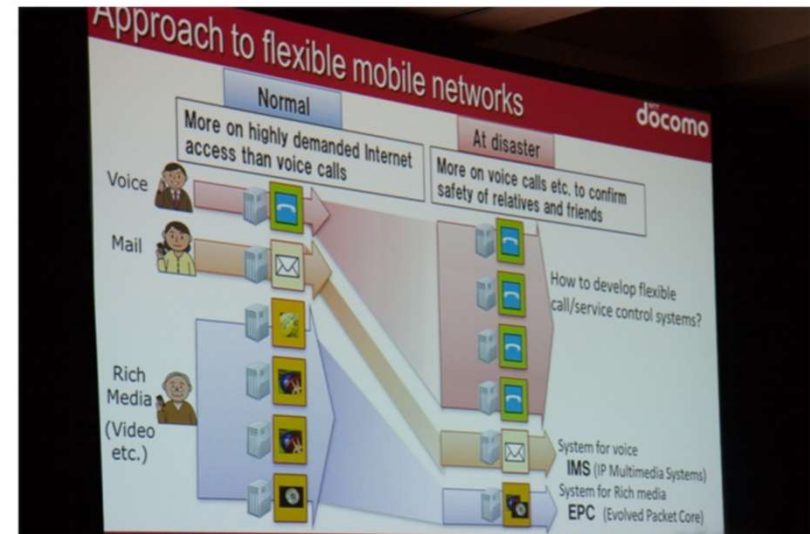 Approach to flexible mobile networks
NTT
döcomo
Normal
More on highly demanded Internet
access than voice calls
At disaster
More on voice calls etc. to confirm
safety of relatives and friends
Voice
Mail
Rich
Media
(Video
etc.)
How to develop flexible
call/service control systems?
System for voice
IMS (IP Multimedia Systems)
System for Rich media
EPC (Evolved Packet Core)